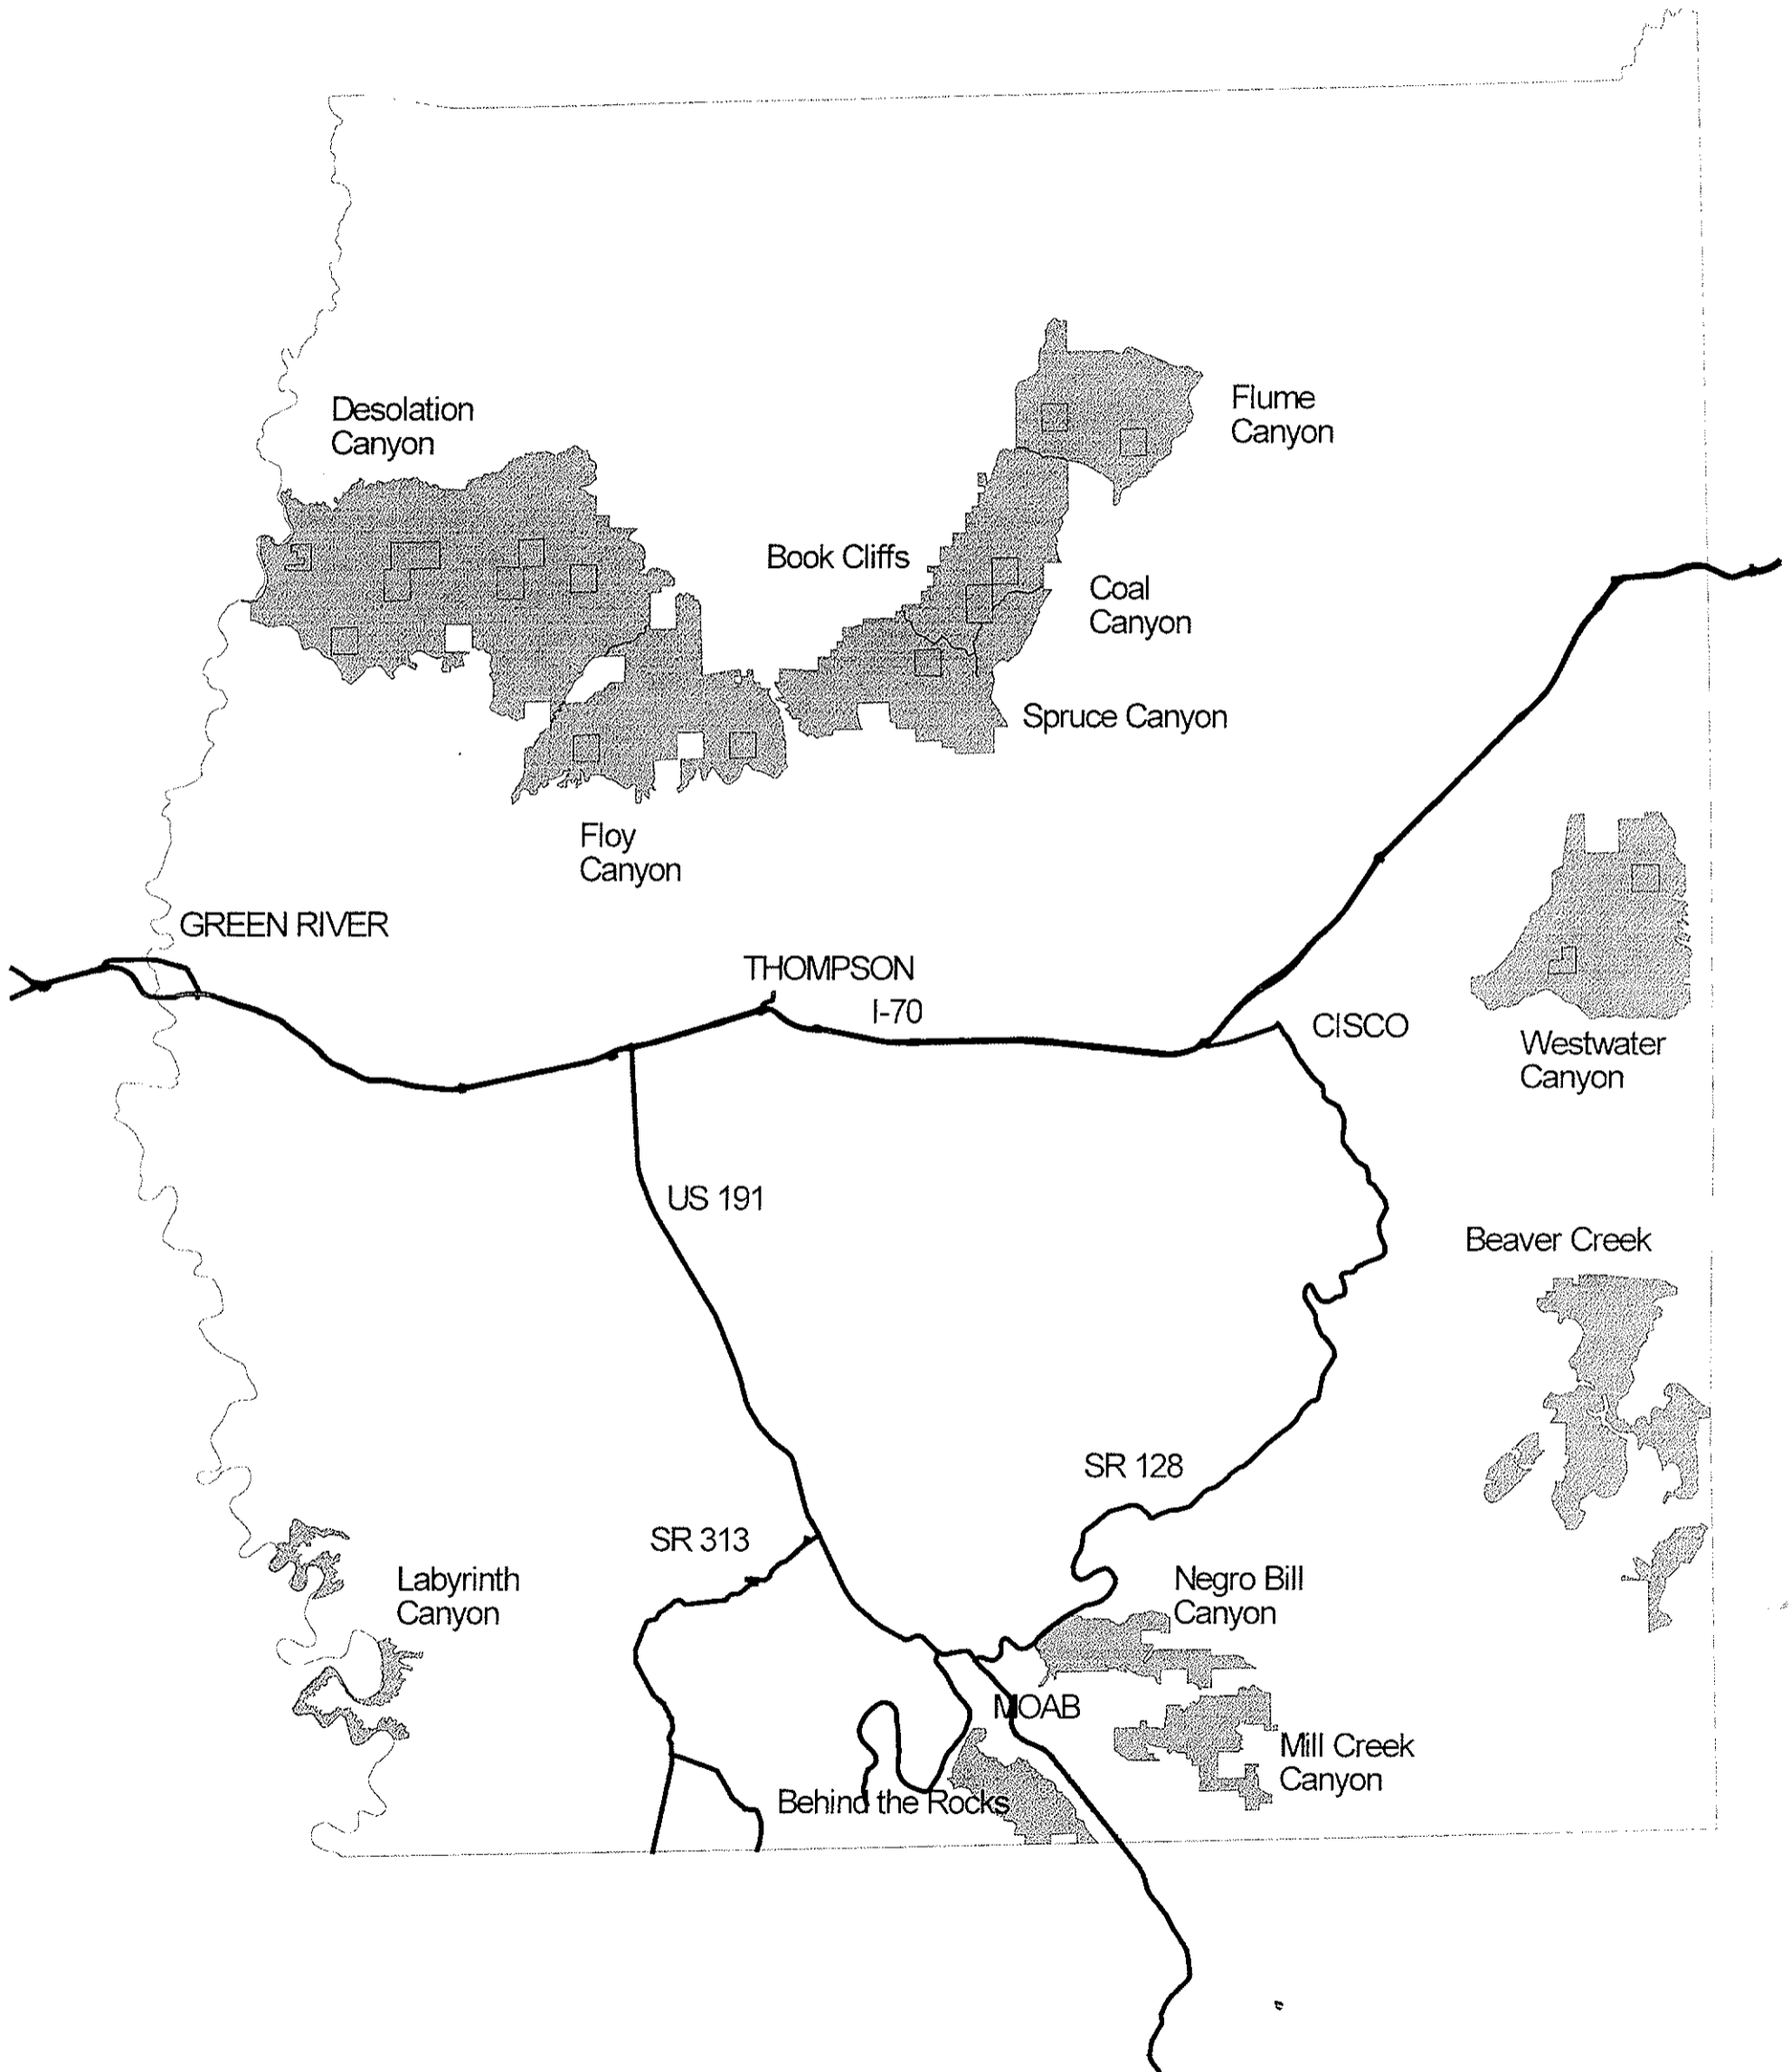 Flume
Canyon
Desolation
Canyon
Book Cliffs
Coal
Canyon
Spruce Canyon
Floy
Canyon
GREEN RIVER
THOMPSON
I-70
CISCO
Westwater
Canyon
US 191
Beaver Creek
SR 128
SR 313
Labyrinth
Canyon
Negro Bill
Canyon
MOAB
Mill Creek
Canyon
Behind the Rocks